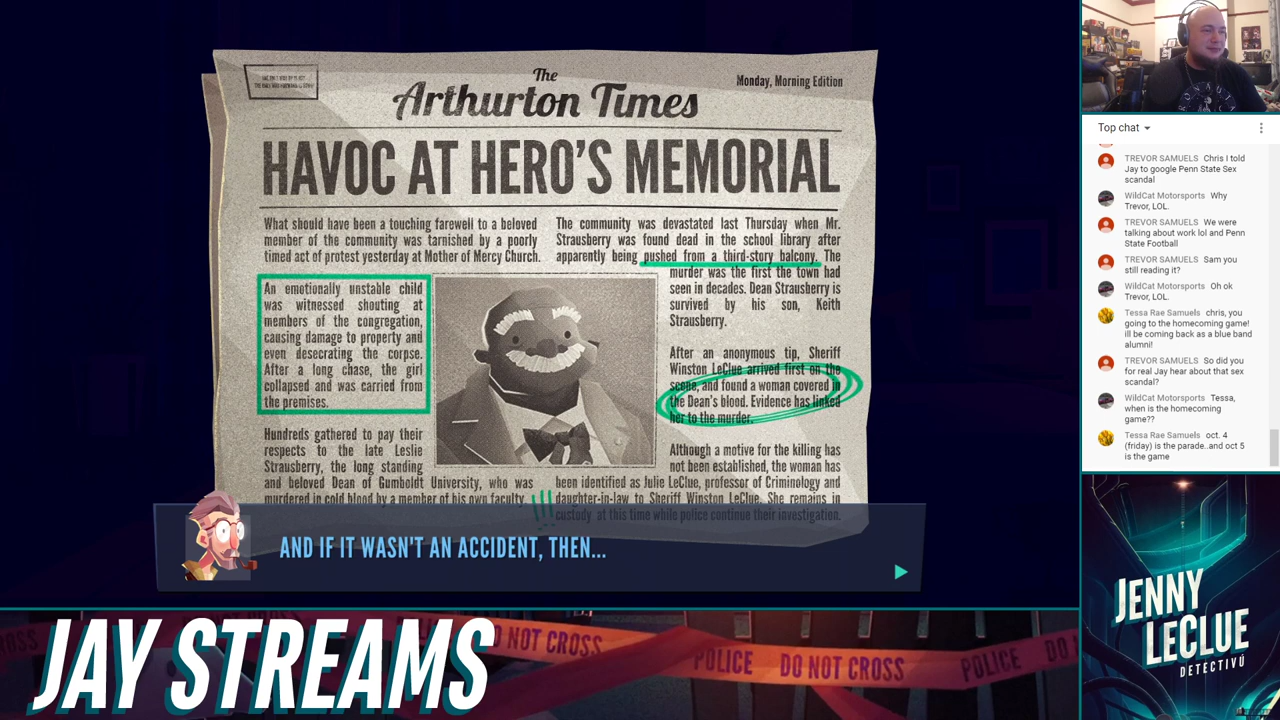 The
Arthurton Times
Monday, Morning Edition
HAVOC AT HERO'S MEMORIAL
What should have been a touching farewell to a beloved
member of the community was tarnished by a poorly
timed act of protest yesterday at Mother of Mercy Church.
An emotionally unstable child
was witnessed shouting at
members of the congregation,
causing damage to property and
even desecrating the corpse.
After a long chase, the girl
collapsed and was carried from
the premises.
Hundreds gathered to pay their
respects to the late Leslie
Strausberry, the long standing
and beloved Dean of Gumboldt University, who was
murdered in cold blood by a member of his own faculty.
The community was devastated last Thursday when Mr.
Strausberry was found dead in the school library after
apparently being pushed from a third-story balcony. The
murder was the first the town had
seen in decades. Dean Strausberry is
survived by his son, Keith
Strausberry.
After an anonymous tip, Sheriff
Winston LeClue arrived first on the
scene, and found a woman covered in
the Dean's blood. Evidence has linked
her to the murder.
Although a motive for the killing has
not been established, the woman has
been identified as Julie LeClue, professor of Criminology and
daughter-in-law to Sheriff Winston LeClue. She remains in
custody at this time while police continue their investigation.
!!!
AND IF IT WASN'T AN ACCIDENT, THEN...
JAY STREAMS
CROSS
DO NOT CROSS
POLICE DO NOT CROSS
POLICE DO
Top chat
TREVOR SAMUELS Chris I told
Jay to google Penn State Sex
scandal
WildCat Motorsports Why
Trevor, LOL.
TREVOR SAMUELS We were
talking about work lol and Penn
State Football
TREVOR SAMUELS Sam you
still reading it?
WildCat Motorsports Oh ok
Trevor, LOL.
Tessa Rae Samuels chris, you
going to the homecoming game!
ill be coming back as a blue band
alumni!
TREVOR SAMUELS So did you
for real Jay hear about that sex
scandal?
WildCat Motorsports Tessa,
when is the homecoming
game??
Tessa Rae Samuels oct. 4
(friday) is the parade..and oct 5
is the game
JENNY
LECLUE
DETECTIVÚ